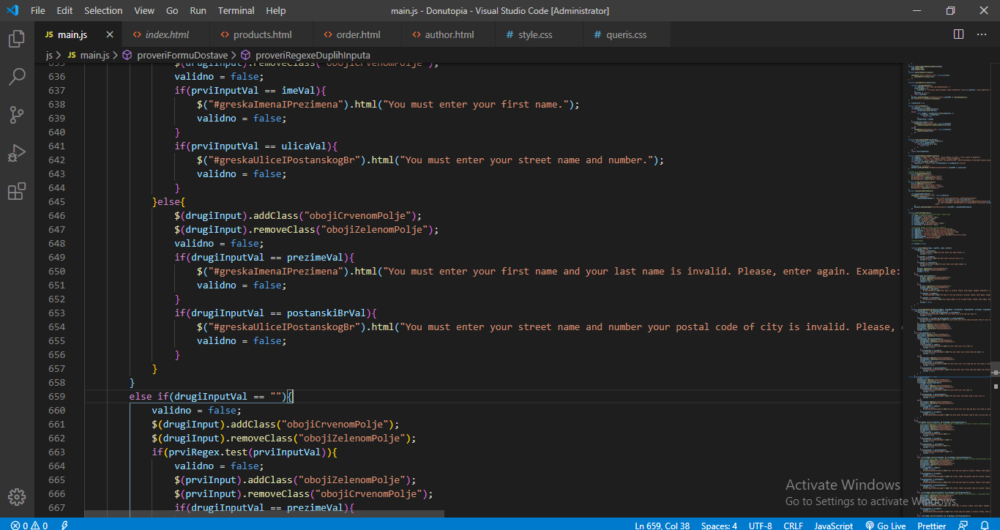 File Edit Selection View Go Run Terminal Help main.js - Donutopia - Visual Studio Code [Administrator]
JS main.js × <> index.html <> products.html <> order.html <> author.html # style.css # queris.css ...
js > JS main.js > proveriFormuDostave > proveriRegexeDuplihInputa
635 $(drugiInput).removeClass("obojiCrvenomPolje");
636 validno = false;
637 if(prviInputVal == imeVal){
638 $("#greskaImenaIPrezimena").html("You must enter your first name.");
639 validno = false;
640 }
641 if(prviInputVal == ulicaVal){
642 $("#greskaUliceIPostanskogBr").html("You must enter your street name and number.");
643 validno = false;
644 }
645 }else{
646 $(drugiInput).addClass("obojiCrvenomPolje");
647 $(drugiInput).removeClass("obojiZelenomPolje");
648 validno = false;
649 if(drugiInputVal == prezimeVal){
650 $("#greskaImenaIPrezimena").html("You must enter your first name and your last name is invalid. Please, enter again. Example:
651 validno = false;
652 }
653 if(drugiInputVal == postanskiBrVal){
654 $("#greskaUliceIPostanskogBr").html("You must enter your street name and number your postal code of city is invalid. Please,
655 validno = false;
656 }
657 }
658 }
659 else if(drugiInputVal == ""){
660 validno = false;
661 $(drugiInput).addClass("obojiCrvenomPolje");
662 $(drugiInput).removeClass("obojiZelenomPolje");
663 if(prviRegex.test(prviInputVal)){
664 validno = false;
665 $(prviInput).addClass("obojiZelenomPolje");
666 $(prviInput).removeClass("obojiCrvenomPolje");
667 if(drugiInputVal == prezimeVal){
Activate Windows
Go to Settings to activate Windows.
0 0 Ln 659, Col 38 Spaces: 4 UTF-8 CRLF JavaScript Go Live Prettier